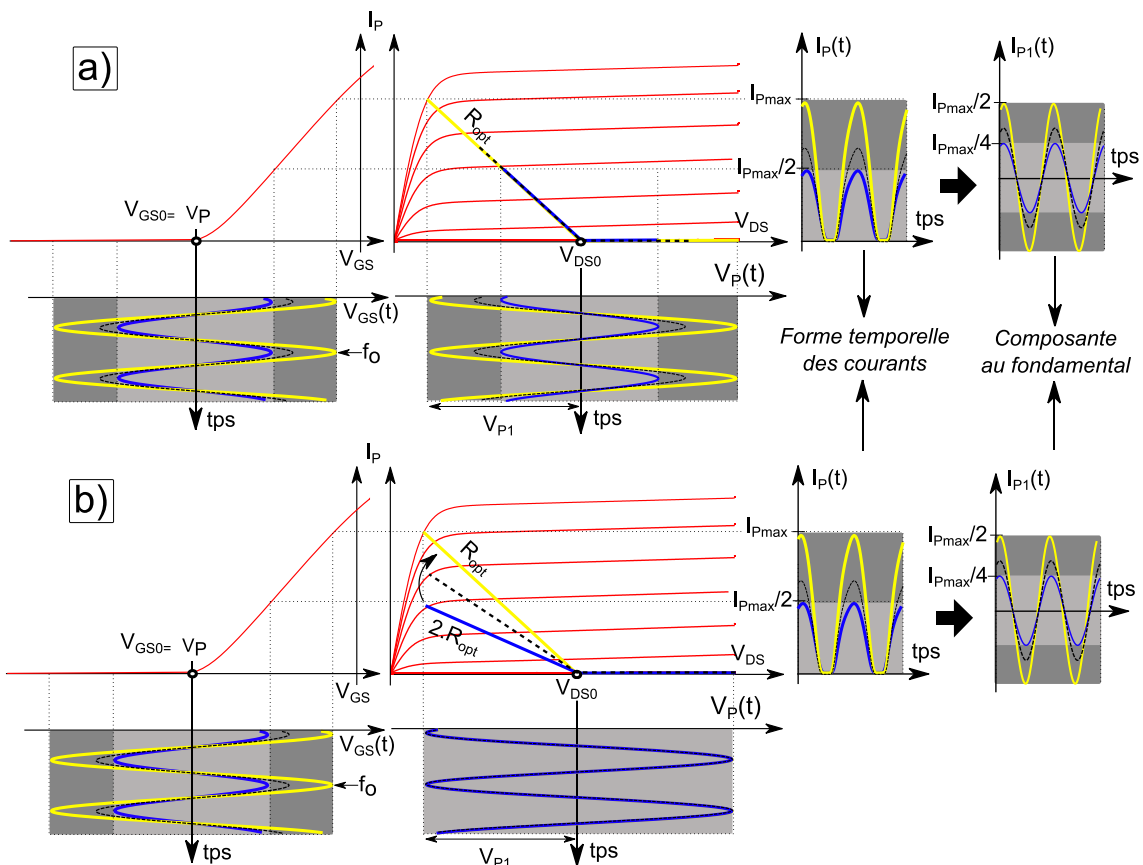 a)
I_P
I_P(t)
I_P1(t)
I_Pmax
I_Pmax/2
R_opt
I_Pmax/4
I_Pmax/2
tps
V_GS0= V_P
V_DS
tps
V_GS
V_DS0
V_P(t)
V_GS(t)
f_o
Forme temporelle
des courants
Composante
au fondamental
tps
V_P1
tps
b)
I_P
I_P(t)
I_P1(t)
I_Pmax
I_Pmax/2
R_opt
I_Pmax/4
I_Pmax/2
tps
2.R_opt
V_GS0= V_P
V_DS
tps
V_GS
V_DS0
V_P(t)
V_GS(t)
f_o
tps
V_P1
tps